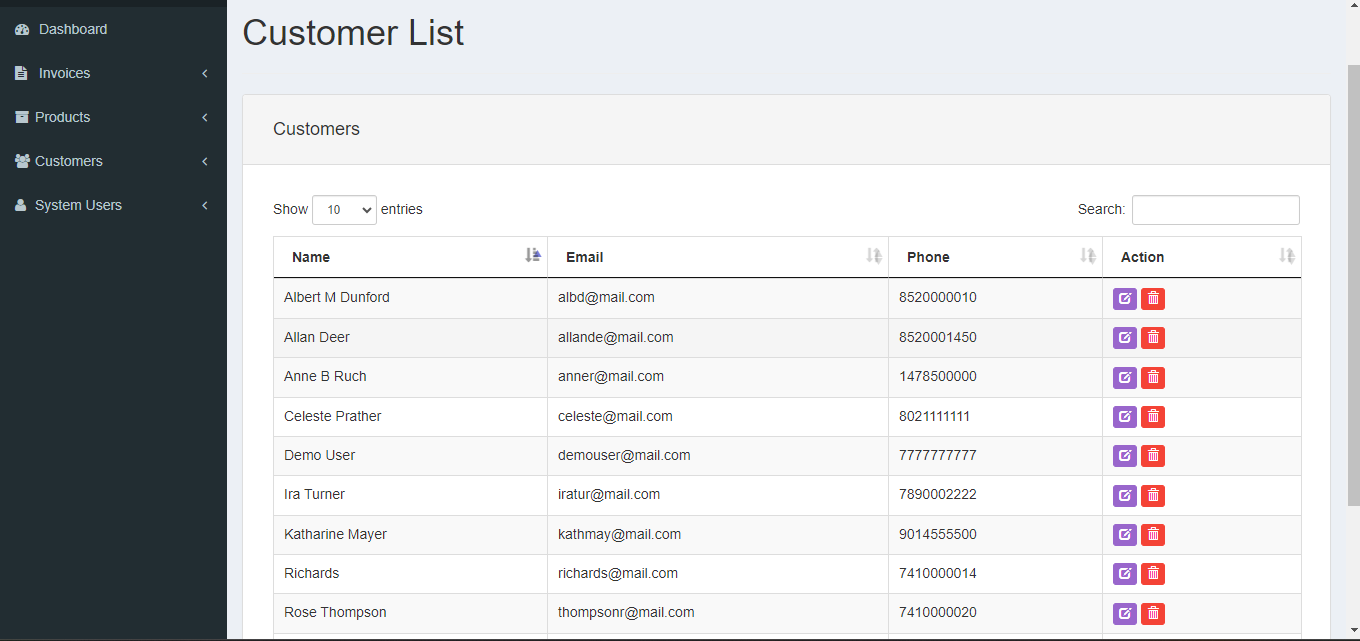 Dashboard
Invoices
Products
Customers
System Users
Customer List
Customers
Show 10 entries
Search:
Name Email Phone Action
Albert M Dunford albd@mail.com 8520000010
Allan Deer allande@mail.com 8520001450
Anne B Ruch anner@mail.com 1478500000
Celeste Prather celeste@mail.com 8021111111
Demo User demouser@mail.com 7777777777
Ira Turner iratur@mail.com 7890002222
Katharine Mayer kathmay@mail.com 9014555500
Richards richards@mail.com 7410000014
Rose Thompson thompsonr@mail.com 7410000020